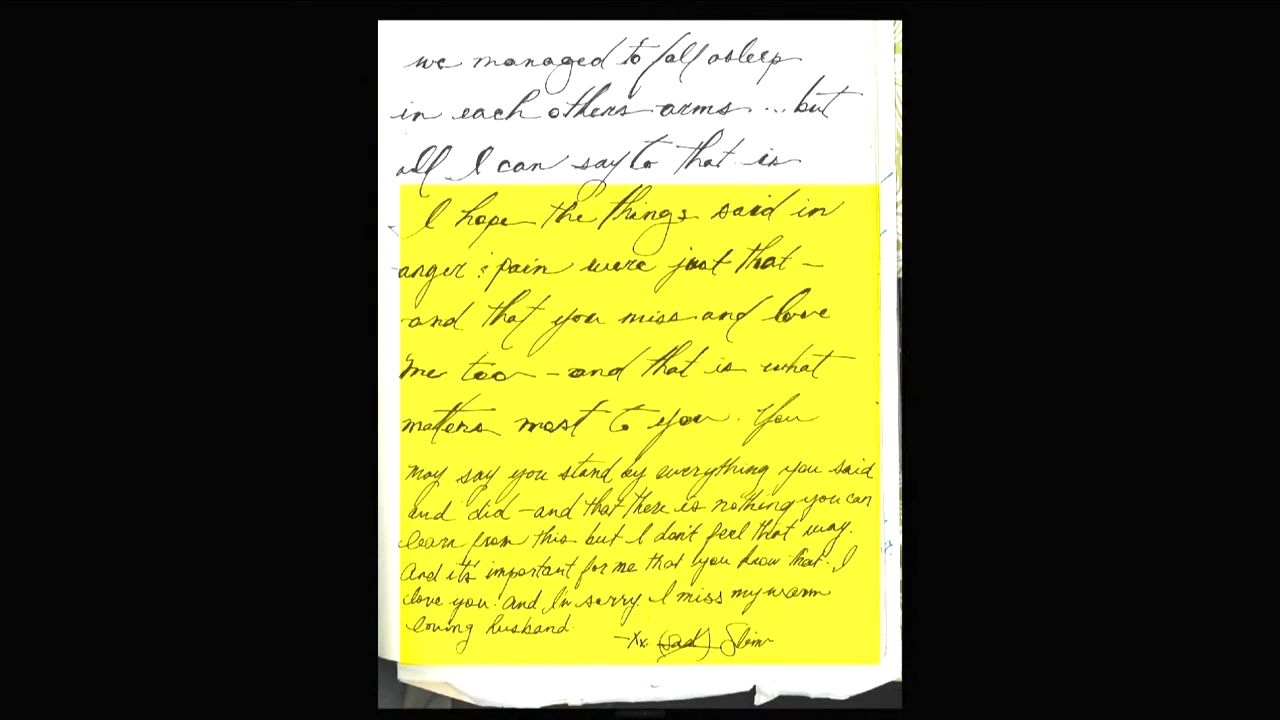 we managed to fall asleep
in each others arms... but
all I can say to that is
I hope the things said in
anger & pain were just that -
and that you miss and love
me too - and that is what
matters most to you. You
may say you stand by everything you said
and did - and that there is nothing you can
learn from this but I don't feel that way.
And it's important for me that you know that. I
love you. and I'm sorry. I miss my warm
loving husband.
-Xx (sad) Slim